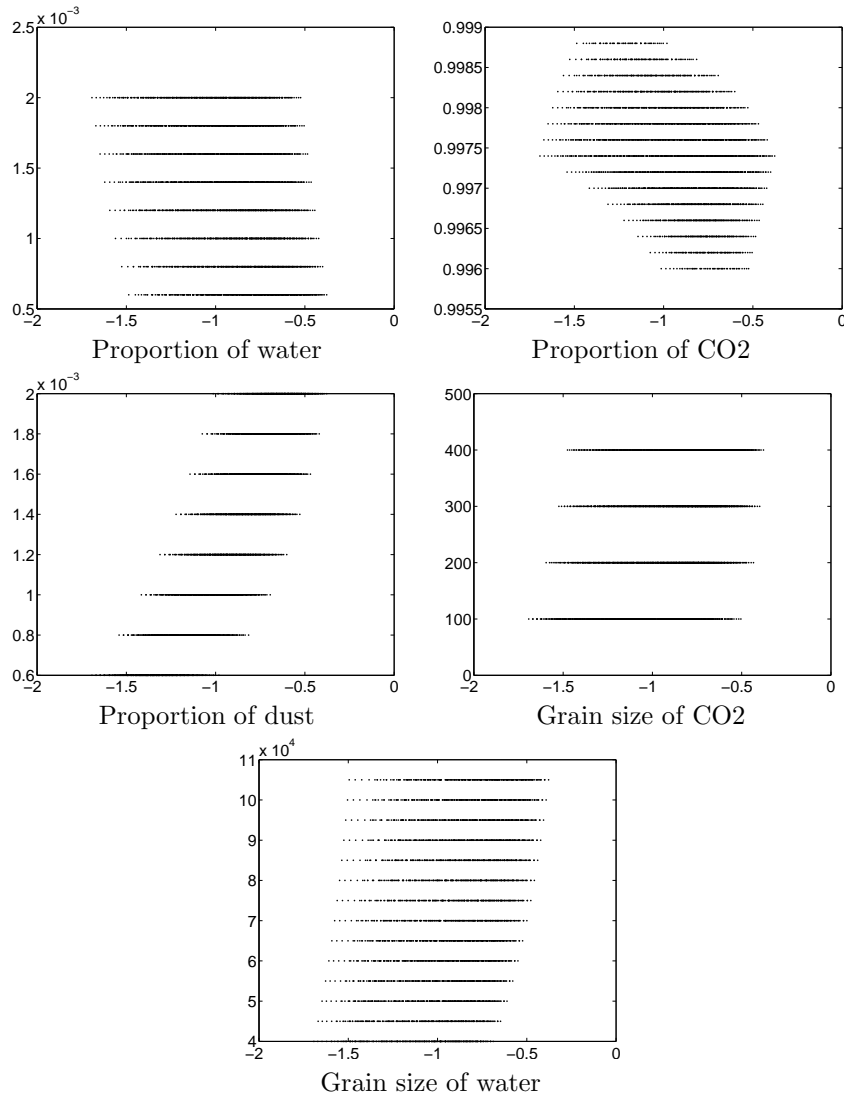 x 10−3
2.5
2
1.5
1
0.5
−2 −1.5 −1 −0.5 0
Proportion of water
0.999
0.9985
0.998
0.9975
0.997
0.9965
0.996
0.9955
−2 −1.5 −1 −0.5 0
Proportion of CO2
x 10−3
2
1.8
1.6
1.4
1.2
1
0.8
0.6
−2 −1.5 −1 −0.5 0
Proportion of dust
500
400
300
200
100
0
−2 −1.5 −1 −0.5 0
Grain size of CO2
x 104
11
10
9
8
7
6
5
4
−2 −1.5 −1 −0.5 0
Grain size of water